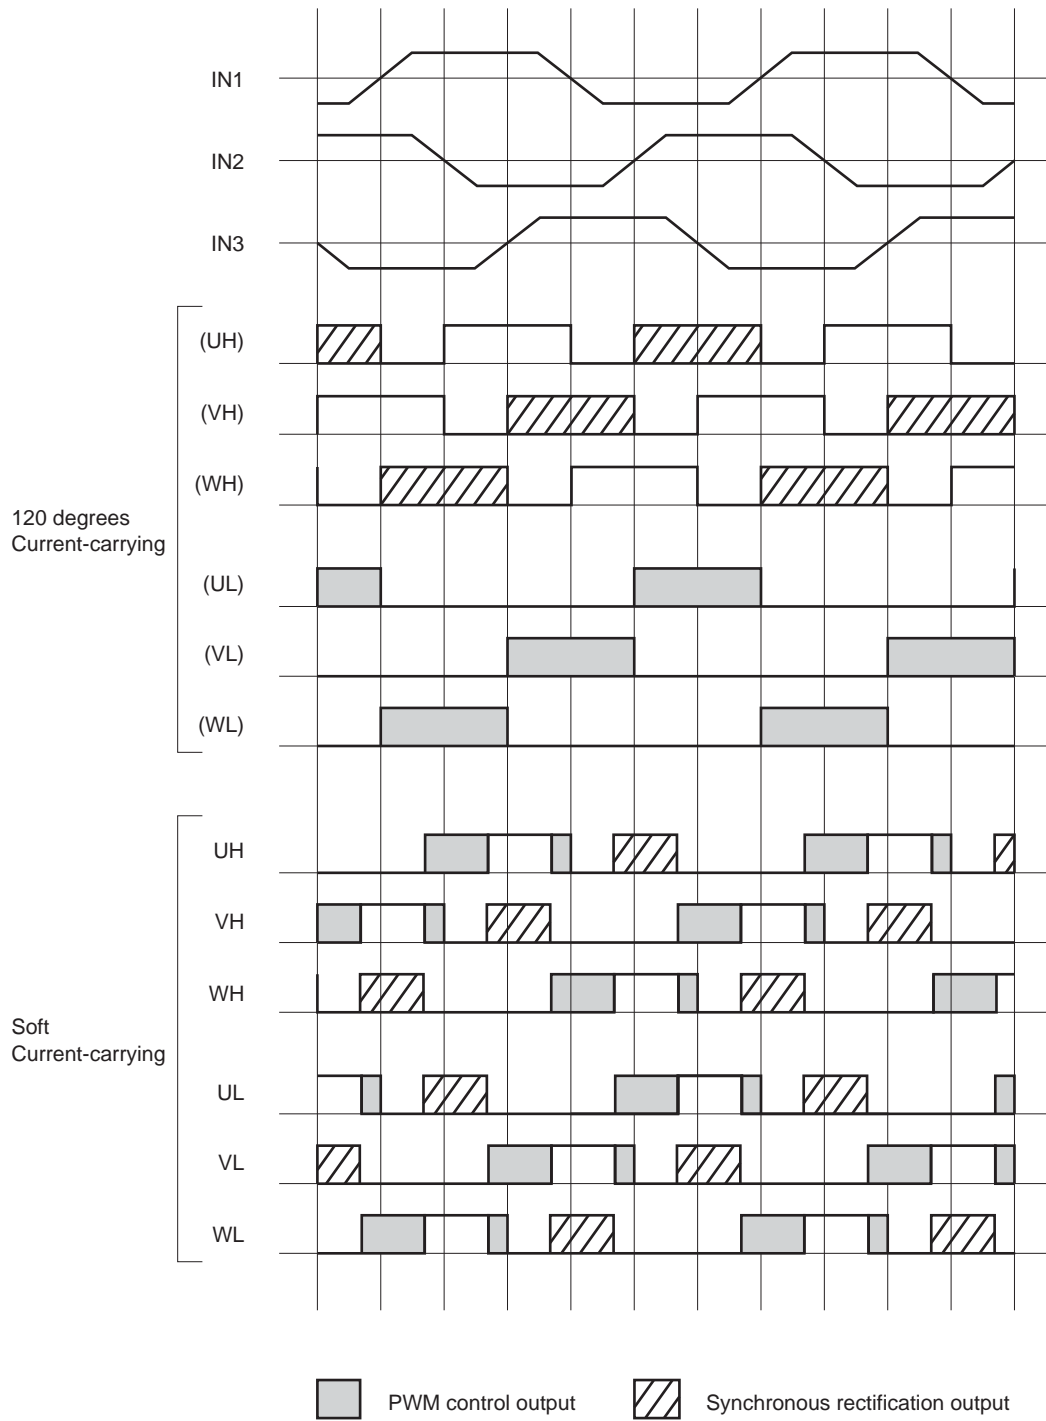 IN1
IN2
IN3
(UH)
(VH)
(WH)
120 degrees
Current-carrying
(UL)
(VL)
(WL)
UH
VH
WH
Soft
Current-carrying
UL
VL
WL
PWM control output
Synchronous rectification output